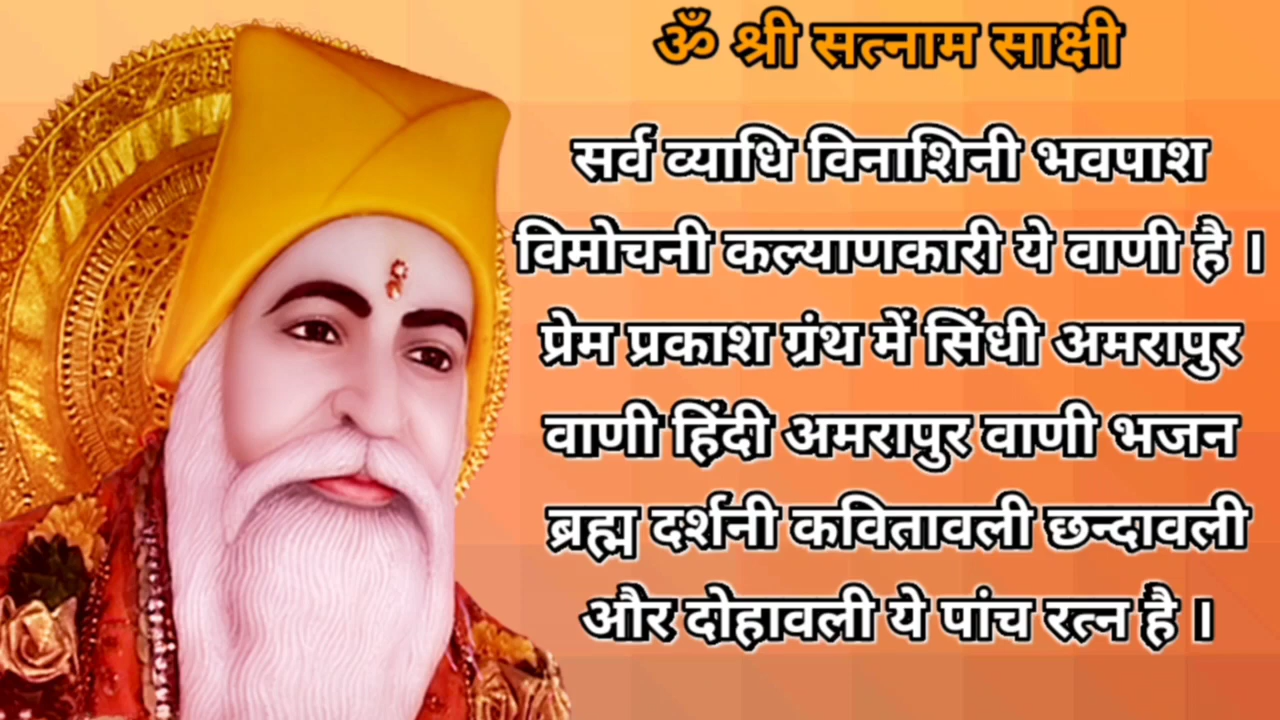 ॐ श्री सत्नाम साक्षी
सर्व व्याधि विनाशिनी भवपाश
विमोचनी कल्याणकारी ये वाणी है ।
प्रेम प्रकाश ग्रंथ में सिंधी अमरापुर
वाणी हिंदी अमरापुर वाणी भजन
ब्रह्म दर्शनी कवितावली छन्दावली
और दोहावली ये पांच रत्न है ।